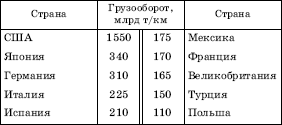 Страна Грузооборот, млрд т/км Страна
США 1550 175 Мексика
Япония 340 170 Франция
Германия 310 165 Великобритания
Италия 225 150 Турция
Испания 210 110 Польша